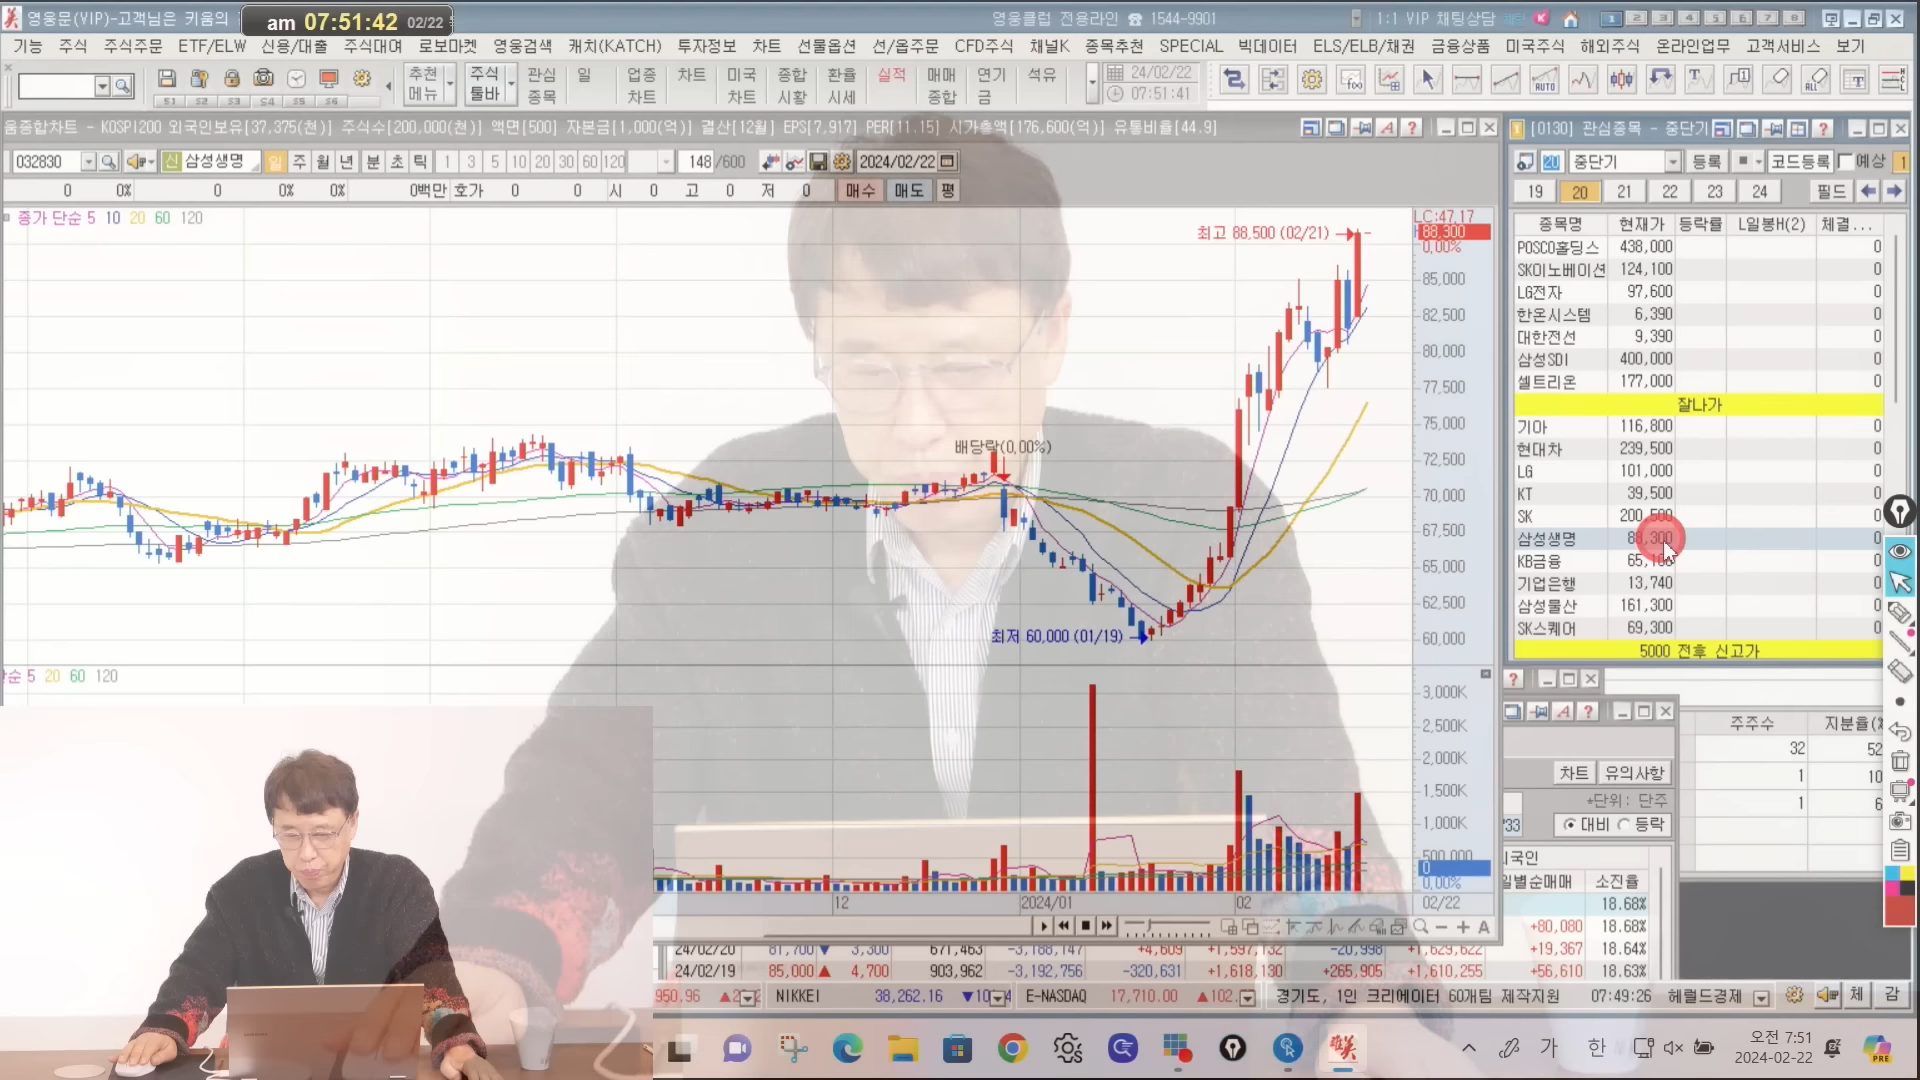 영웅문(VIP)-고객님은 키움의
am 07:51:42 02/22
영웅클럽 전용라인 ☎ 1544-9901
1:1 VIP 채팅상담
1 2 3 4 5 6 7 8
기능 주식 주식주문 ETF/ELW 신용/대출 주식대여 로보마켓 영웅검색 캐치(KATCH) 투자정보 차트 선물옵션 선/옵주문 CFD주식 채널K 종목추천 SPECIAL 빅데이터 ELS/ELB/채권 금융상품 미국주식 해외주식 온라인업무 고객서비스 보기
추천메뉴 주식툴바 관심종목 일 업종차트 차트 미국차트 종합시황 환율시세 실적 매매종합 연기금 석유
24/02/22
07:51:41
S1 S2 S3 S4 S5 S6
움종합차트 - KOSPI200 외국인보유[37,375(천)] 주식수[200,000(천)] 액면[500] 자본금[1,000(억)] 결산[12월] EPS[7,917] PER[11.15] 시가총액[176,600(억)] 유통비율[44.9]
032830 신 삼성생명 일 주 월 년 분 초 틱 1 3 5 10 20 30 60 120 148 /600 2024/02/22
0 0% 0 0% 0% 0백만 호가 0 0 시 0 고 0 저 0 매수 매도 평
종가 단순 5 10 20 60 120
최고 88,500 (02/21)
LC:47.17
88,300
0.00%
85,000
82,500
80,000
77,500
75,000
72,500
70,000
67,500
65,000
62,500
60,000
배당락(0.00%)
최저 60,000 (01/19)
단순 5 20 60 120
3,000K
2,500K
2,000K
1,500K
1,000K
500,000
0
0.00%
12 2024/01 02 02/22
[0130] 관심종목 - 중단기
20 중단기 등록 코드등록 예상 1
19 20 21 22 23 24 필드
종목명 현재가 등락률 L일봉H(2) 체결...
POSCO홀딩스 438,000 0
SK이노베이션 124,100 0
LG전자 97,600 0
한온시스템 6,390 0
대한전선 9,390 0
삼성SDI 400,000 0
셀트리온 177,000 0
잘나가
기아 116,800 0
현대차 239,500 0
LG 101,000 0
KT 39,500 0
SK 200,500 0
삼성생명 88,300 0
KB금융 0
기업은행 13,740 0
삼성물산 161,300 0
SK스퀘어 69,300 0
5000 전후 신고가
차트 유의사항
*단위: 단주
대비 등락
주주수 지분율(%
32 52
1 10
1 6
국인
일별순매매 소진율
18.68%
+80,080 18.68%
+19,367 18.64%
+56,610 18.63%
24/02/20 81,700 ▼ 3,300 671,463 -3,188,147 +4,609 +1,597,132 -20,998 +1,629,622
24/02/19 85,000 ▲ 4,700 903,962 -3,192,756 -320,631 +1,618,130 +265,905 +1,610,255
950.96 NIKKEI 38,262.16 E-NASDAQ 17,710.00 ▲102. 경기도, 1인 크리에이터 60개팀 제작지원 07:49:26 헤럴드경제 체 감
가 한
오전 7:51
2024-02-22
PRE